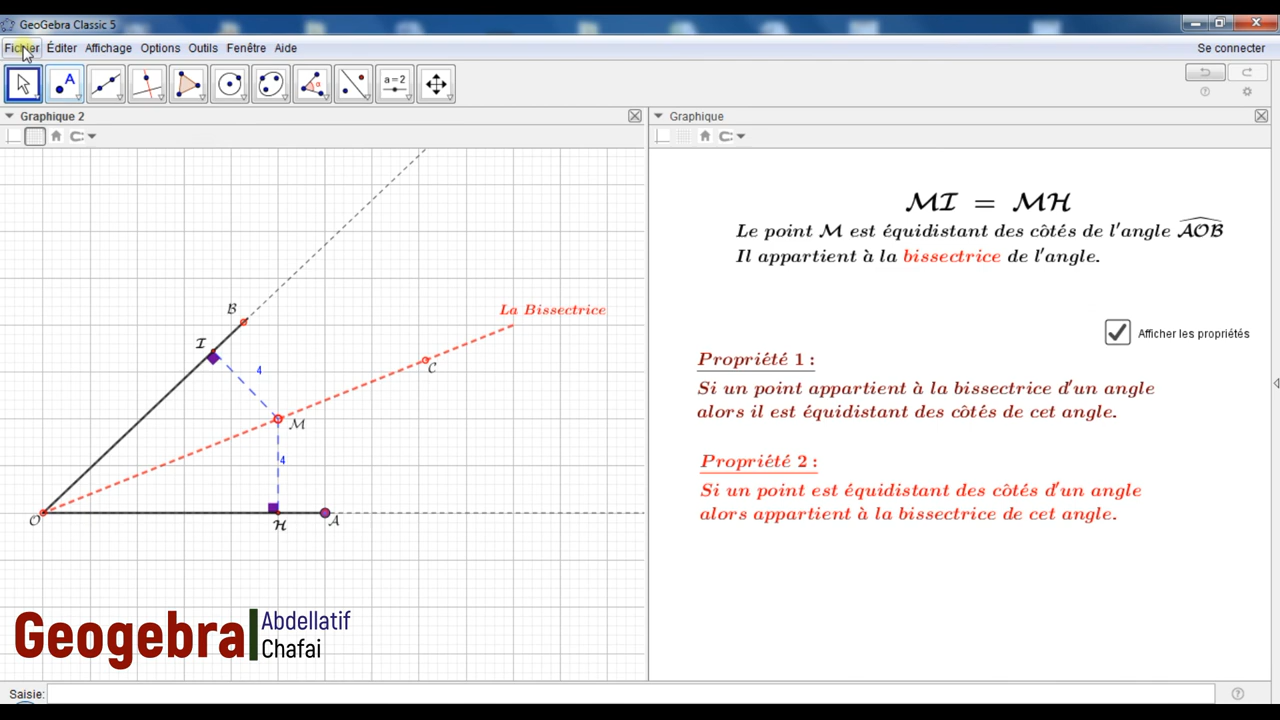 GeoGebra Classic 5
Fichier Éditer Affichage Options Outils Fenêtre Aide
Se connecter
A
α
a=2
Graphique 2
Graphique
MI = MH
Le point M est équidistant des côtés de l'angle AOB
Il appartient à la bissectrice de l'angle.
La Bissectrice
B
I
4
C
M
4
O
H
A
Afficher les propriétés
Propriété 1 :
Si un point appartient à la bissectrice d'un angle
alors il est équidistant des côtés de cet angle.
Propriété 2 :
Si un point est équidistant des côtés d'un angle
alors appartient à la bissectrice de cet angle.
Geogebra
Abdellatif
Chafai
Saisie: